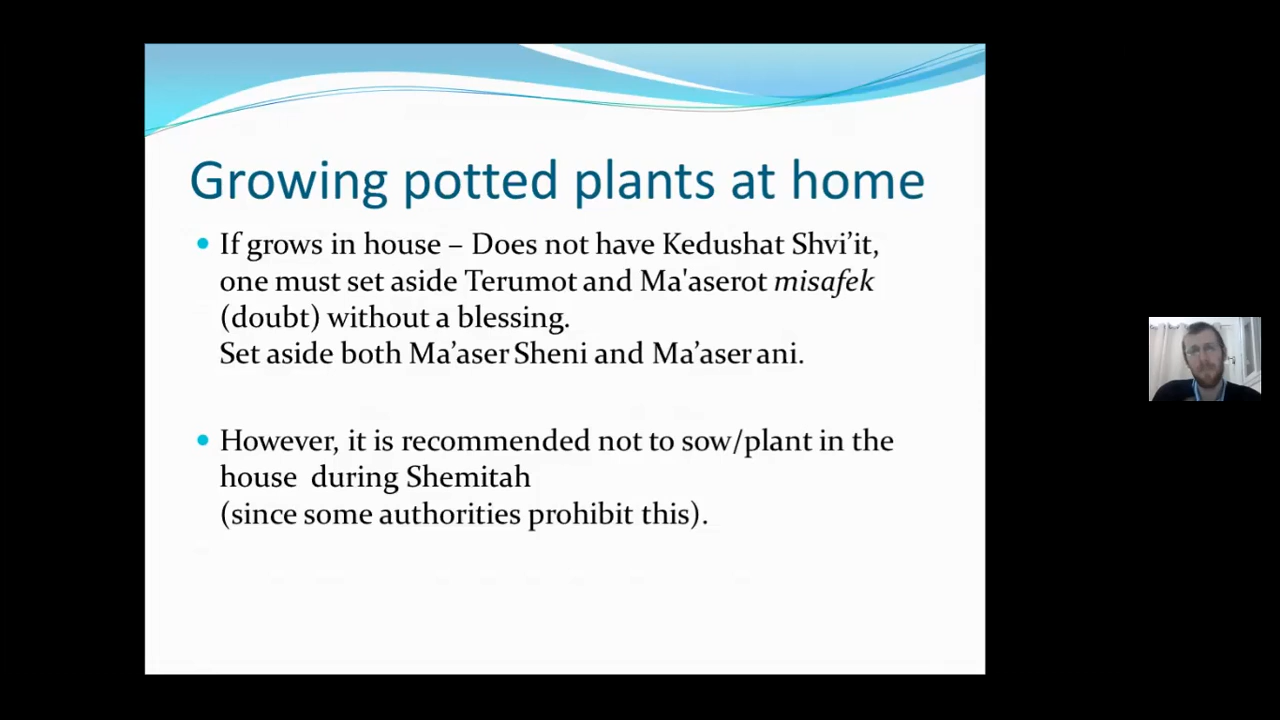 Growing potted plants at home
If grows in house – Does not have Kedushat Shvi’it,
one must set aside Terumot and Ma'aserot misafek
(doubt) without a blessing.
Set aside both Ma’aser Sheni and Ma’aser ani.
However, it is recommended not to sow/plant in the
house during Shemitah
(since some authorities prohibit this).